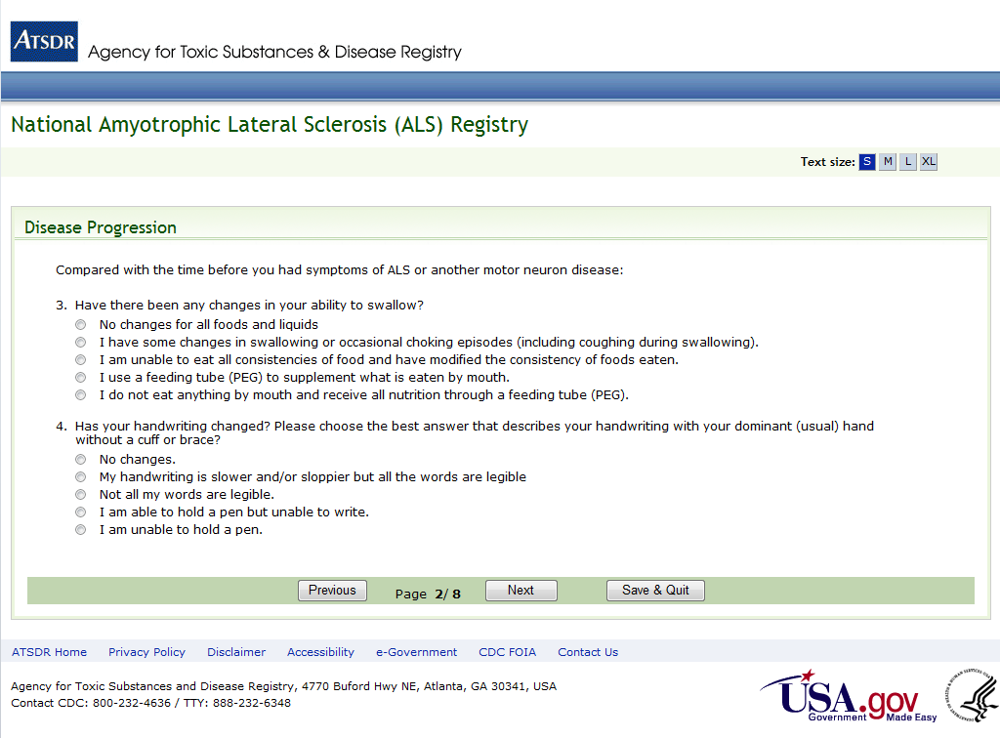 ATSDR Agency for Toxic Substances & Disease Registry
National Amyotrophic Lateral Sclerosis (ALS) Registry
Text size: S M L XL
Disease Progression
Compared with the time before you had symptoms of ALS or another motor neuron disease:
3. Have there been any changes in your ability to swallow?
No changes for all foods and liquids
I have some changes in swallowing or occasional choking episodes (including coughing during swallowing).
I am unable to eat all consistencies of food and have modified the consistency of foods eaten.
I use a feeding tube (PEG) to supplement what is eaten by mouth.
I do not eat anything by mouth and receive all nutrition through a feeding tube (PEG).
4. Has your handwriting changed? Please choose the best answer that describes your handwriting with your dominant (usual) hand
without a cuff or brace?
No changes.
My handwriting is slower and/or sloppier but all the words are legible
Not all my words are legible.
I am able to hold a pen but unable to write.
I am unable to hold a pen.
Previous Page 2/ 8 Next Save & Quit
ATSDR Home Privacy Policy Disclaimer Accessibility e-Government CDC FOIA Contact Us
Agency for Toxic Substances and Disease Registry, 4770 Buford Hwy NE, Atlanta, GA 30341, USA
Contact CDC: 800-232-4636 / TTY: 888-232-6348
USA.gov
Government Made Easy